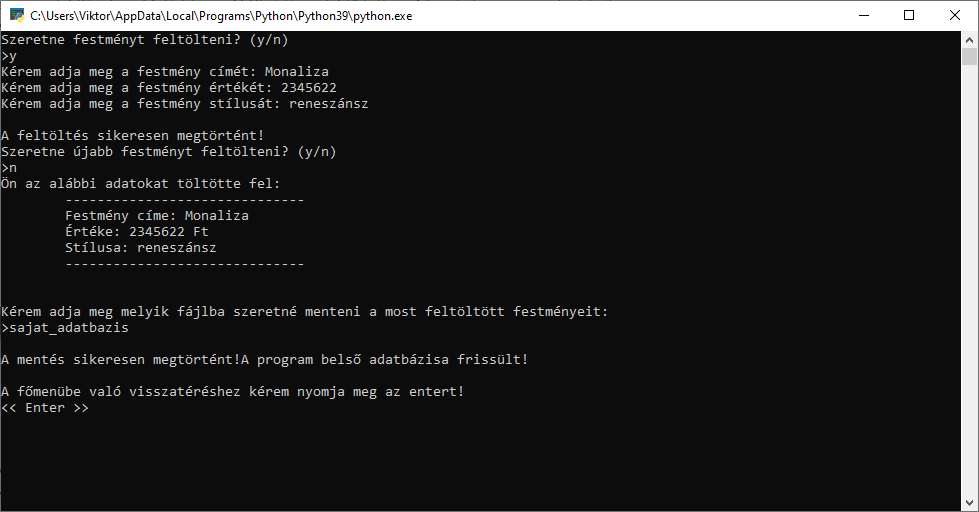 C:\Users\Viktor\AppData\Local\Programs\Python\Python39\python.exe
Szeretne festményt feltölteni? (y/n)
>y
Kérem adja meg a festmény címét: Monaliza
Kérem adja meg a festmény értékét: 2345622
Kérem adja meg a festmény stílusát: reneszánsz
A feltöltés sikeresen megtörtént!
Szeretne újabb festményt feltölteni? (y/n)
>n
Ön az alábbi adatokat töltötte fel:
------------------------------
Festmény címe: Monaliza
Értéke: 2345622 Ft
Stílusa: reneszánsz
------------------------------
Kérem adja meg melyik fájlba szeretné menteni a most feltöltött festményeit:
>sajat_adatbazis
A mentés sikeresen megtörtént!A program belső adatbázisa frissült!
A főmenübe való visszatéréshez kérem nyomja meg az entert!
<< Enter >>